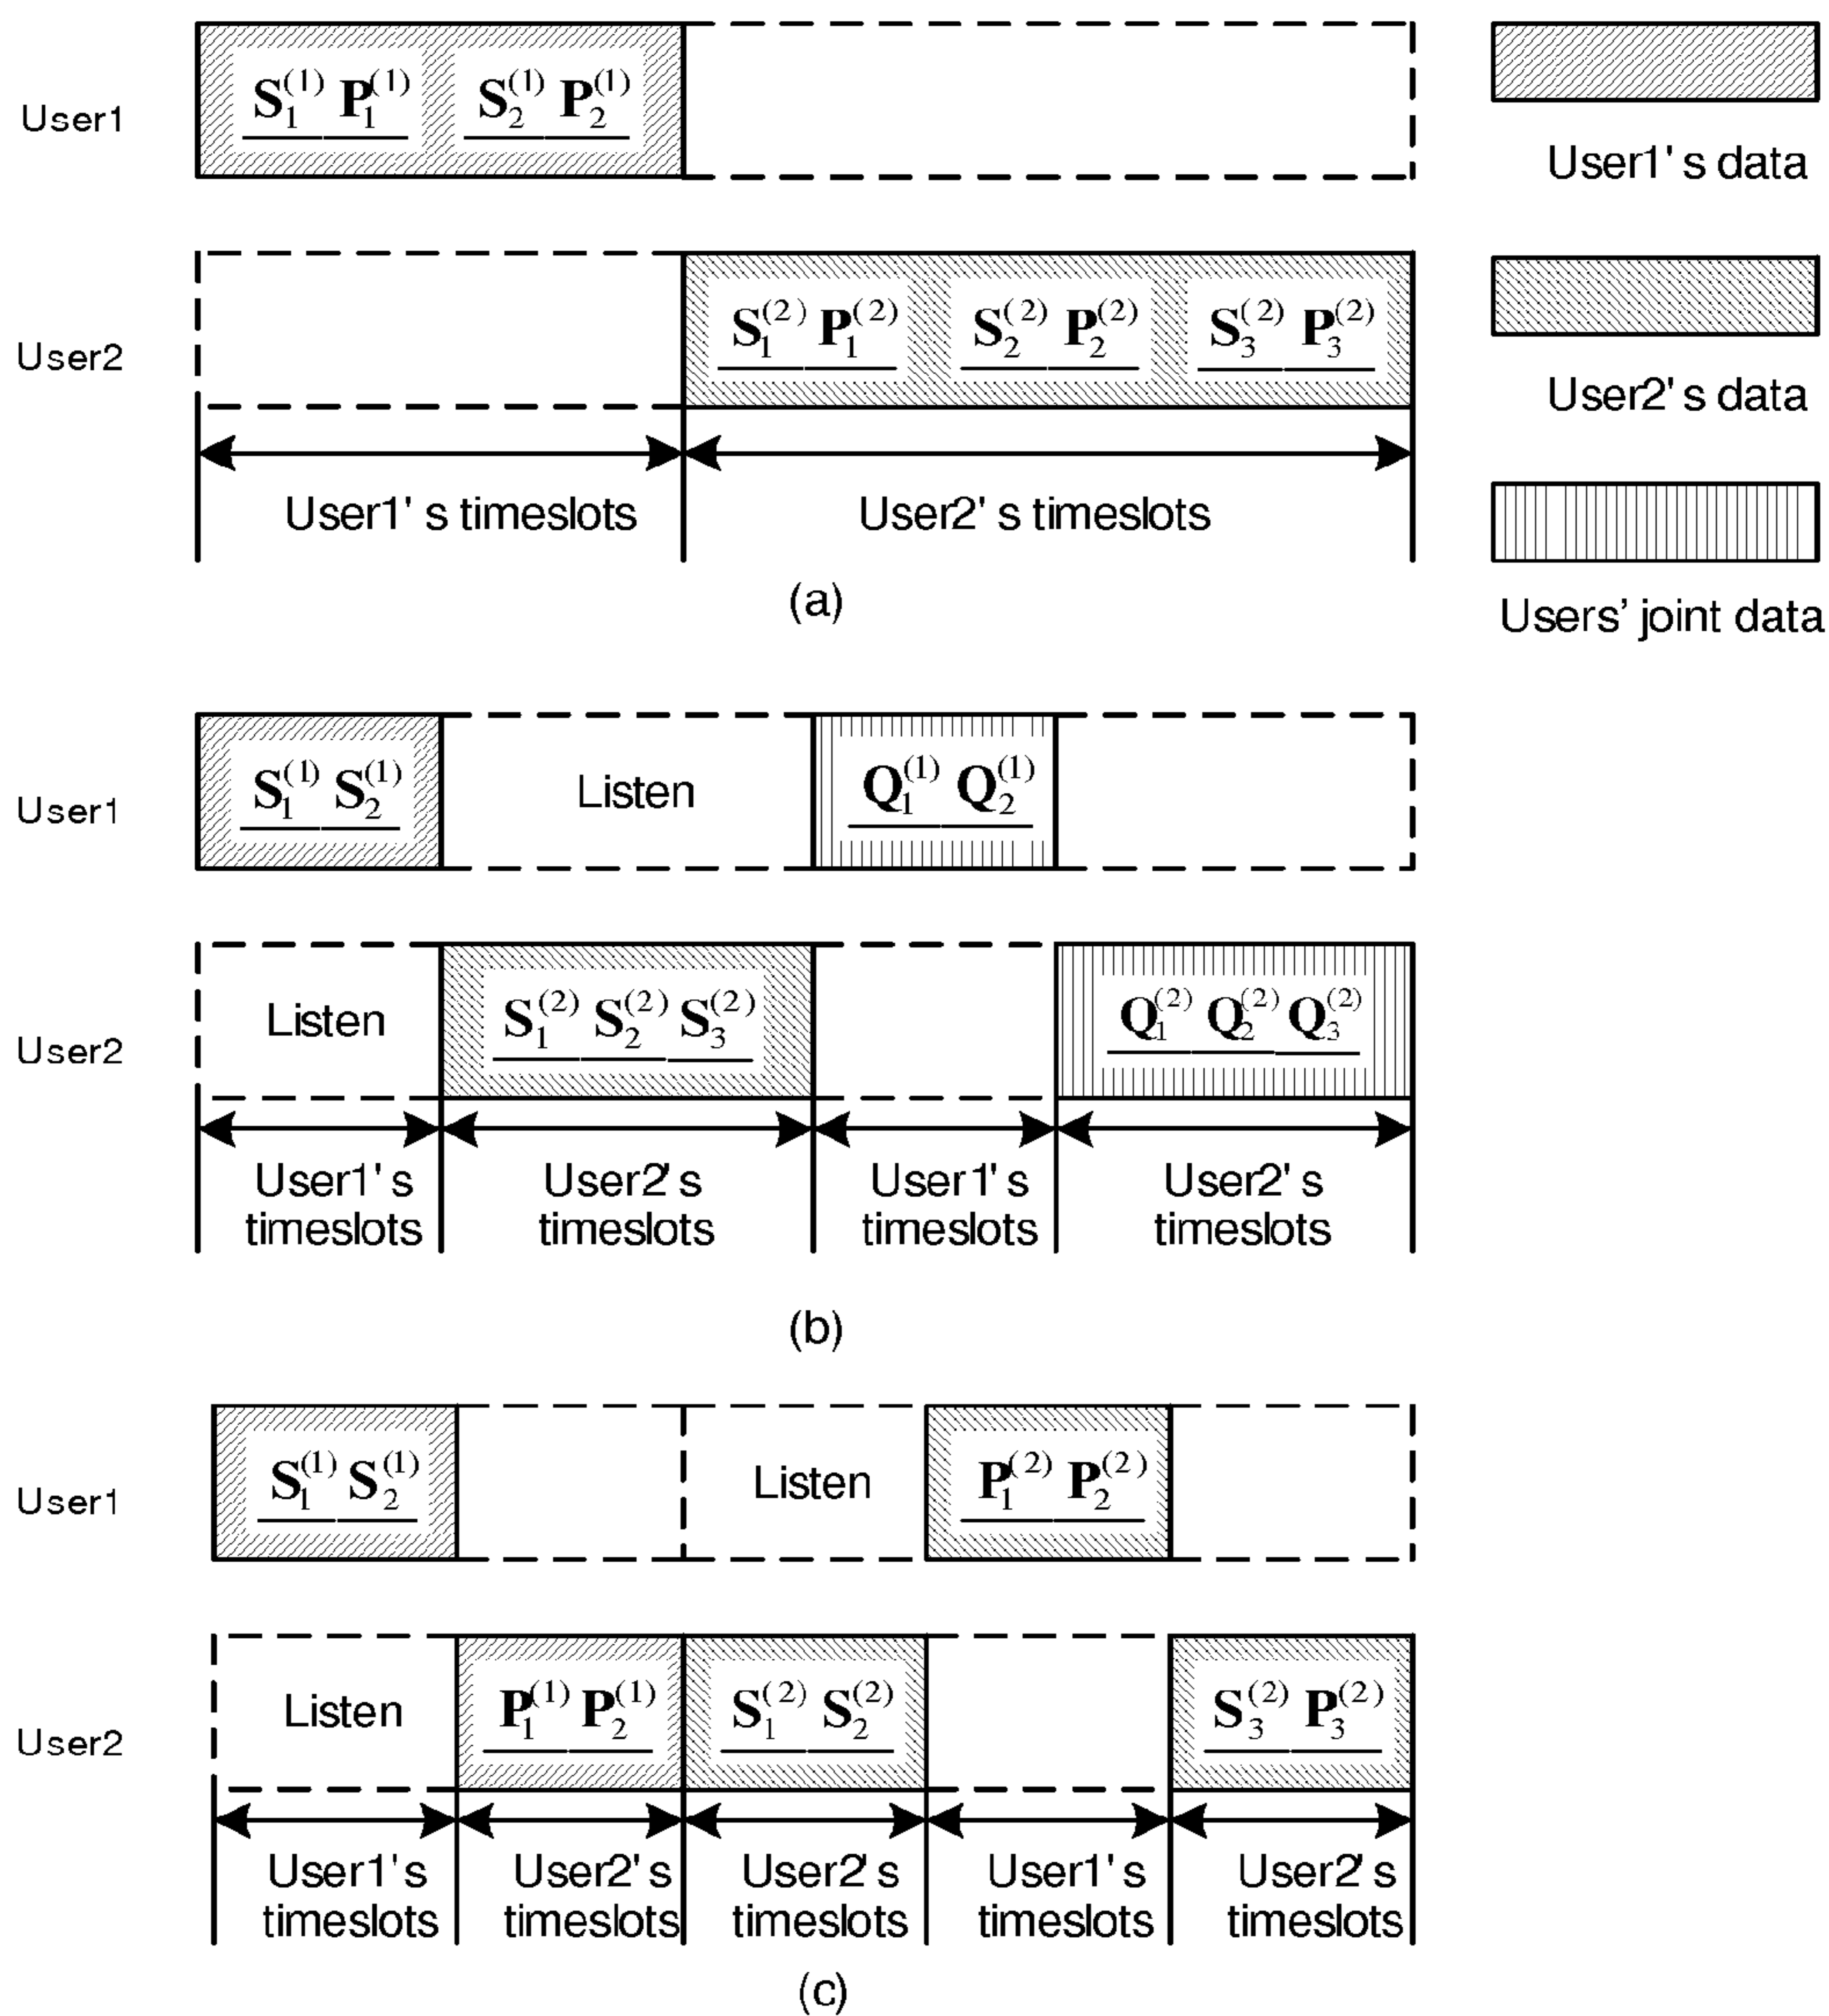 User1
S₁⁽¹⁾ P₁⁽¹⁾ S₂⁽¹⁾ P₂⁽¹⁾
User1's data
User2
S₁⁽²⁾ P₁⁽²⁾ S₂⁽²⁾ P₂⁽²⁾ S₃⁽²⁾ P₃⁽²⁾
User2's data
User1's timeslots User2's timeslots
(a)
Users' joint data
User1
S₁⁽¹⁾ S₂⁽¹⁾ Listen Q₁⁽¹⁾ Q₂⁽¹⁾
User2
Listen S₁⁽²⁾ S₂⁽²⁾ S₃⁽²⁾ Q₁⁽²⁾ Q₂⁽²⁾ Q₃⁽²⁾
User1's User2's User1's User2's
timeslots timeslots timeslots timeslots
(b)
User1
S₁⁽¹⁾ S₂⁽¹⁾ Listen P₁⁽²⁾ P₂⁽²⁾
User2
Listen P₁⁽¹⁾ P₂⁽¹⁾ S₁⁽²⁾ S₂⁽²⁾ S₃⁽²⁾ P₃⁽²⁾
User1's User2's User2's User1's User2's
timeslots timeslots timeslots timeslots timeslots
(c)